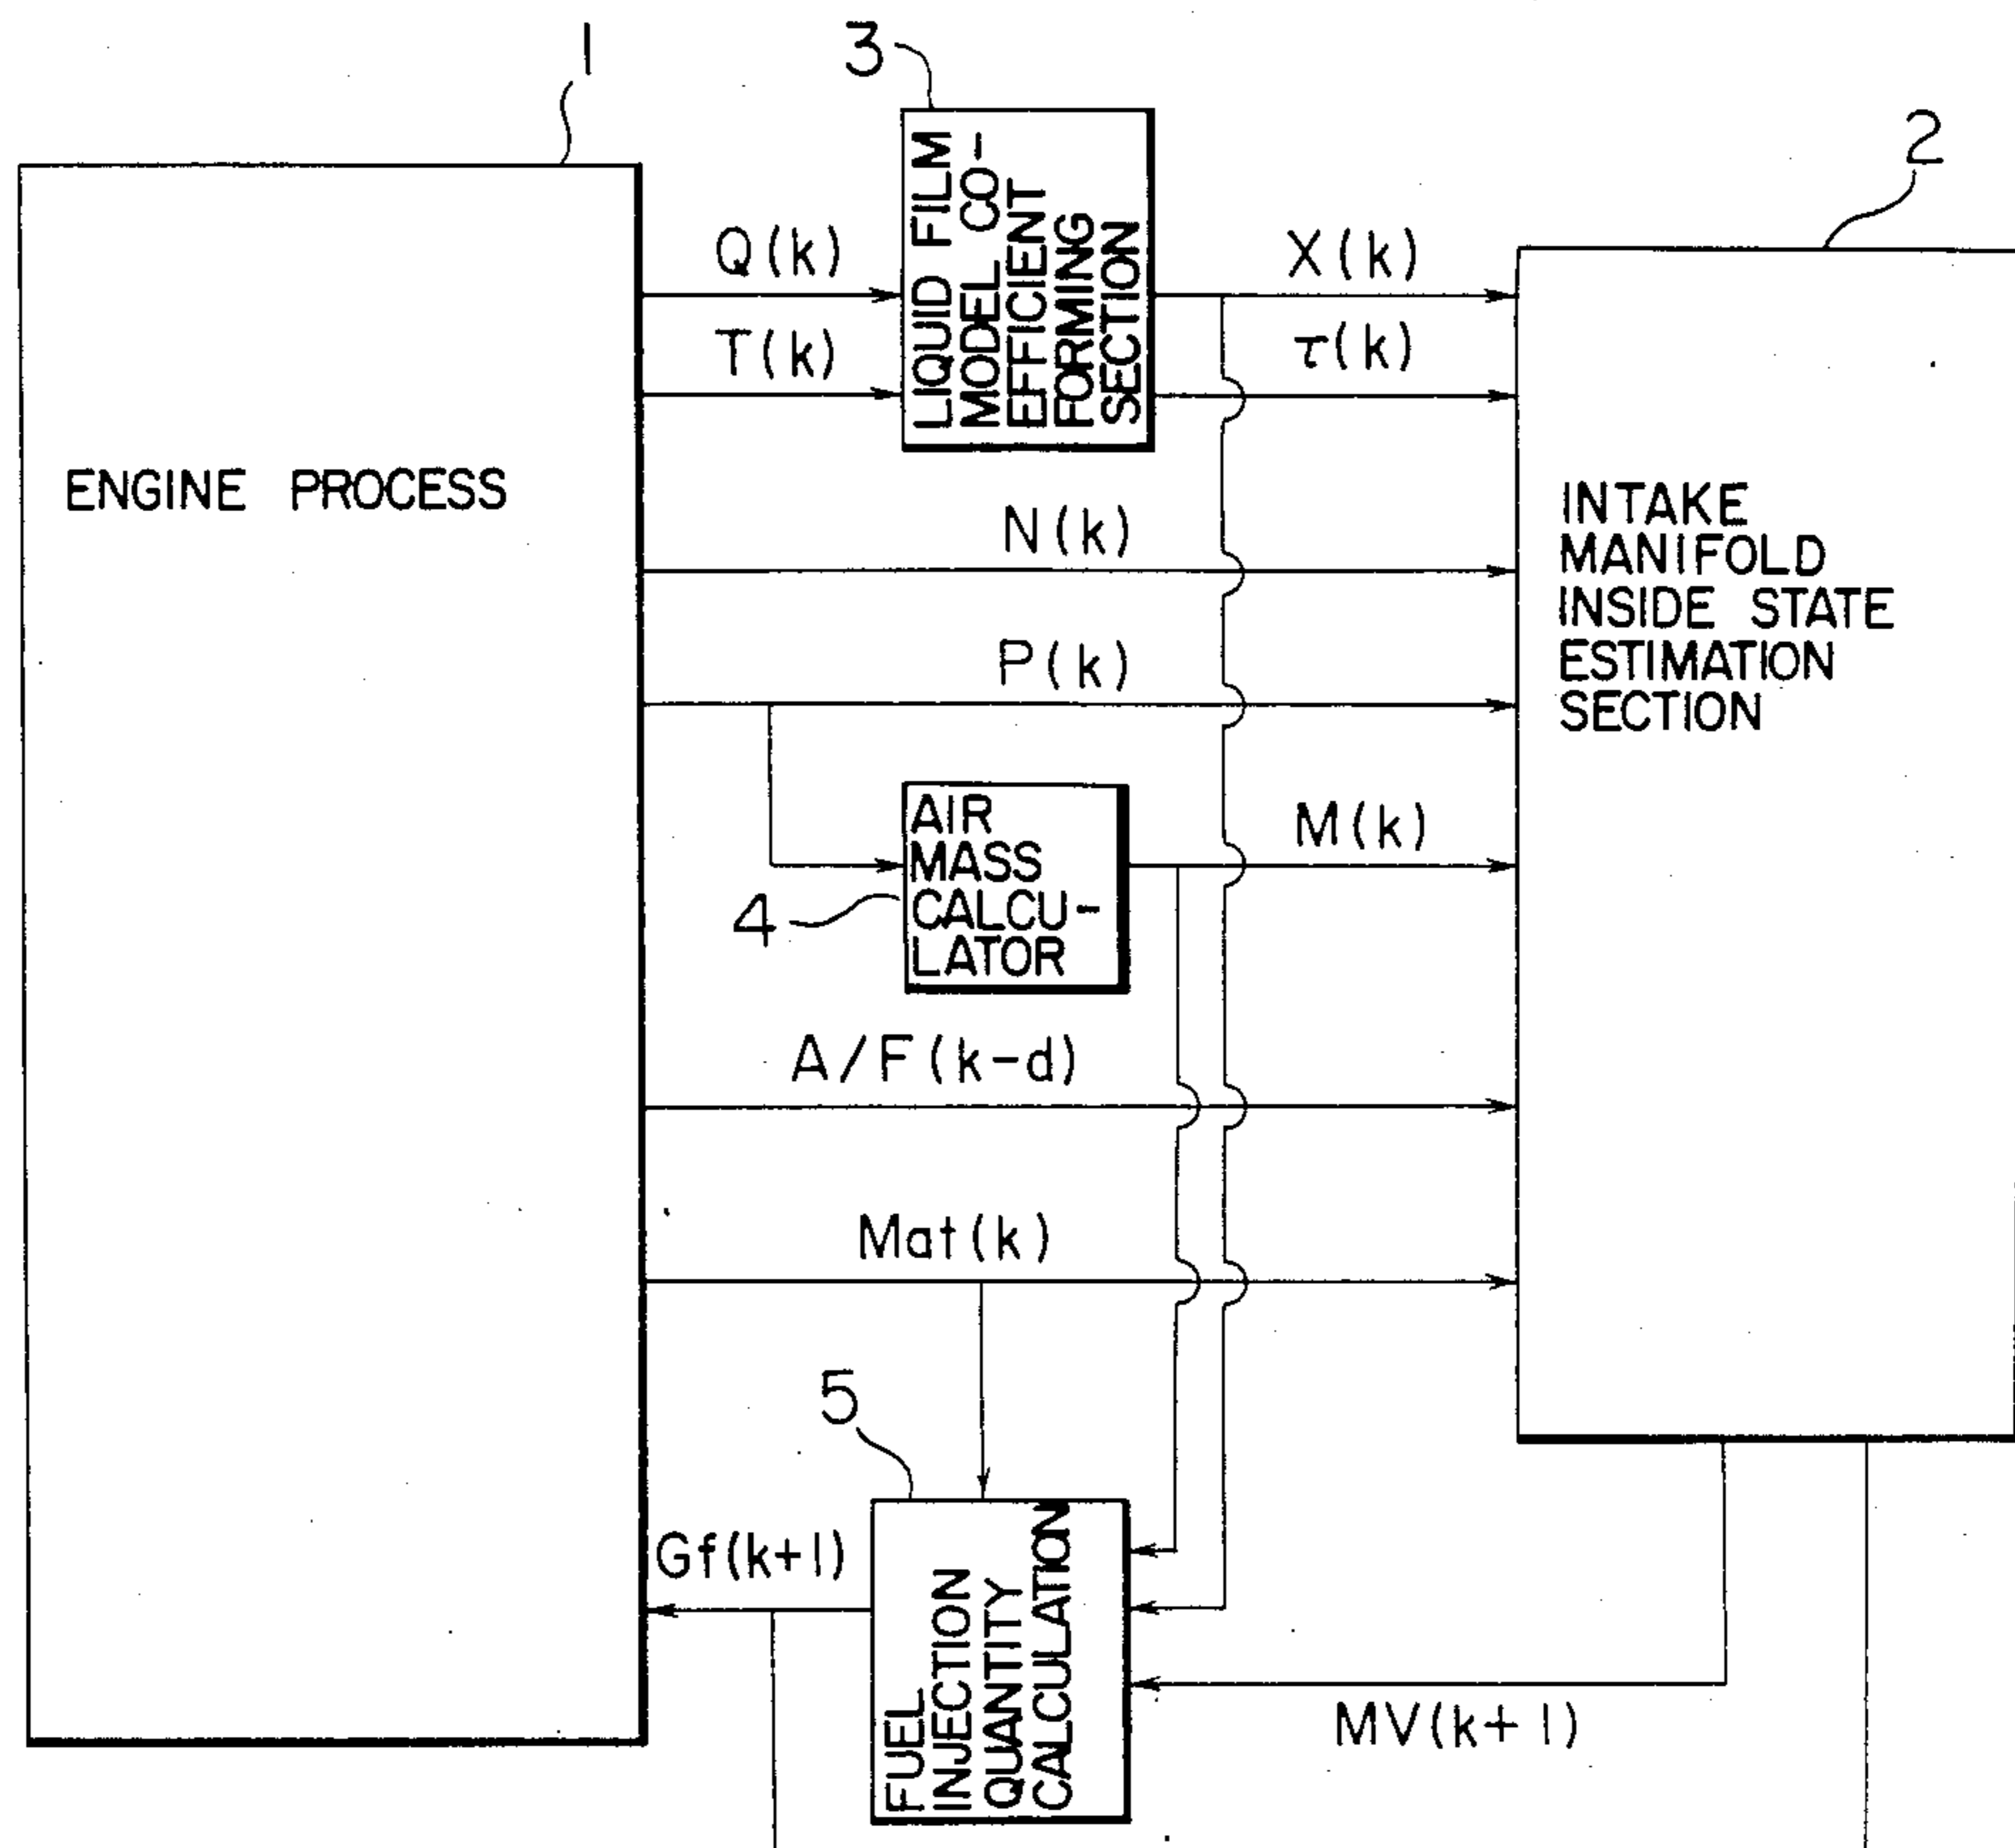 1
3
2
LIQUID FILM
MODEL CO-
EFFICIENT
FORMING
SECTION
Q(k)
T(k)
X(k)
τ(k)
ENGINE PROCESS
INTAKE
MANIFOLD
INSIDE STATE
ESTIMATION
SECTION
N(k)
P(k)
AIR
MASS
CALCU-
LATOR
4
M(k)
A/F(k-d)
Mat(k)
5
Gf(k+1)
FUEL
INJECTION
QUANTITY
CALCULATION
MV(k+1)